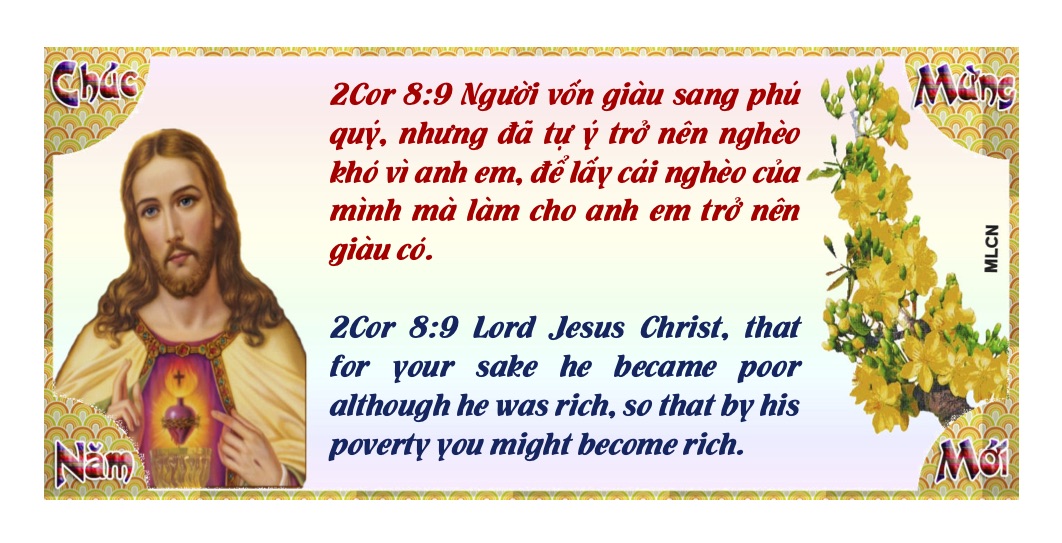 Chúc
Mừng
2Cor 8:9 Người vốn giàu sang phú
quý, nhưng đã tự ý trở nên nghèo
khó vì anh em, để lấy cái nghèo của
mình mà làm cho anh em trở nên
giàu có.
MLCN
2Cor 8:9 Lord Jesus Christ, that
for your sake he became poor
although he was rich, so that by his
poverty you might become rich.
Năm
Mới